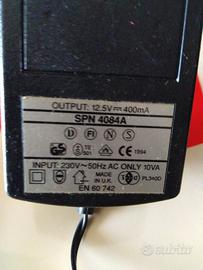 OUTPUT: 12.5V⎓400mA
SPN 4084A
D FI N S
1994
INPUT: 230V~50Hz AC ONLY 10VA
MADE
IN U.K.
PL340D
EN 60 742
subito